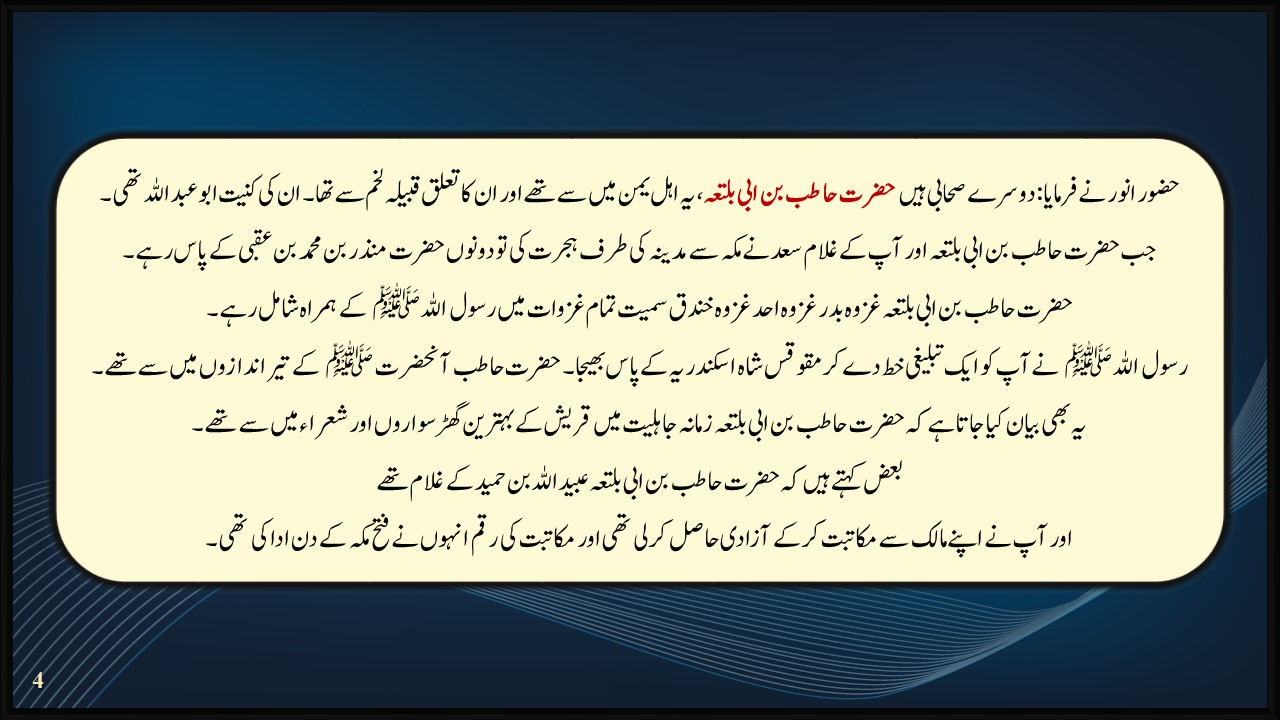 حضور انور نے فرمایا: دوسرے صحابی ہیں حضرت حاطب بن ابی بلتعہ، یہ اہل یمن میں سے تھے اور ان کا تعلق قبیلہ لخم سے تھا۔ ان کی کنیت ابو عبد اللہ تھی۔
جب حضرت حاطب بن ابی بلتعہ اور آپ کے غلام سعد نے مکہ سے مدینہ کی طرف ہجرت کی تو دونوں حضرت منذر بن محمد بن عقبی کے پاس رہے۔
حضرت حاطب بن ابی بلتعہ غزوہ بدر غزوہ احد غزوہ خندق سمیت تمام غزوات میں رسول اللہ ﷺ کے ہمراہ شامل رہے۔
رسول اللہ ﷺ نے آپ کو ایک تبلیغی خط دے کر مقوقس شاہ اسکندریہ کے پاس بھیجا۔ حضرت حاطب آنحضرت ﷺ کے تیر اندازوں میں سے تھے۔
یہ بھی بیان کیا جاتا ہے کہ حضرت حاطب بن ابی بلتعہ زمانہ جاہلیت میں قریش کے بہترین گھڑ سواروں اور شعراء میں سے تھے۔
بعض کہتے ہیں کہ حضرت حاطب بن ابی بلتعہ عبید اللہ بن حمید کے غلام تھے
اور آپ نے اپنے مالک سے مکاتبت کر کے آزادی حاصل کر لی تھی اور مکاتبت کی رقم انہوں نے فتح مکہ کے دن ادا کی تھی۔
4